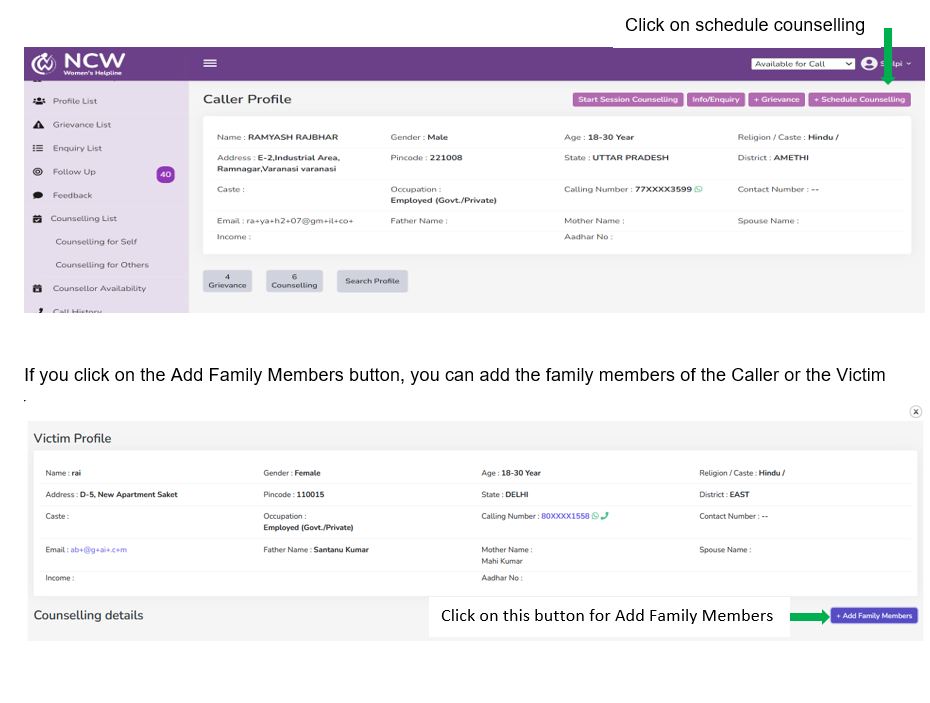 Click on schedule counselling
NCW
Women's Helpline
Available for Call
Profile List
Grievance List
Enquiry List
Follow Up
40
Feedback
Counselling List
Counselling for Self
Counselling for Others
Counsellor Availability
Call History
Caller Profile
Start Session Counselling
Info/Enquiry
+ Grievance
+ Schedule Counselling
Name : RAMYASH RAJBHAR Gender : Male Age : 18-30 Year Religion / Caste : Hindu /
Address : E-2,Industrial Area, Pincode : 221008 State : UTTAR PRADESH District : AMETHI
Ramnagar,Varanasi varanasi
Caste : Occupation : Calling Number : 77XXXX3599 Contact Number : --
Employed (Govt./Private)
Email : ra+ya+h2+07@gm+il+co+ Father Name : Mother Name : Spouse Name :
Income : Aadhar No :
4 Grievance
6 Counselling
Search Profile
If you click on the Add Family Members button, you can add the family members of the Caller or the Victim
.
x
Victim Profile
Name : rai Gender : Female Age : 18-30 Year Religion / Caste : Hindu /
Address : D-5, New Apartment Saket Pincode : 110015 State : DELHI District : EAST
Caste : Occupation : Calling Number : 80XXXX1558 Contact Number : --
Employed (Govt./Private)
Email : ab+@g+ai+.c+m Father Name : Santanu Kumar Mother Name : Spouse Name :
Mahi Kumar
Income : Aadhar No :
Counselling details
Click on this button for Add Family Members
+ Add Family Members